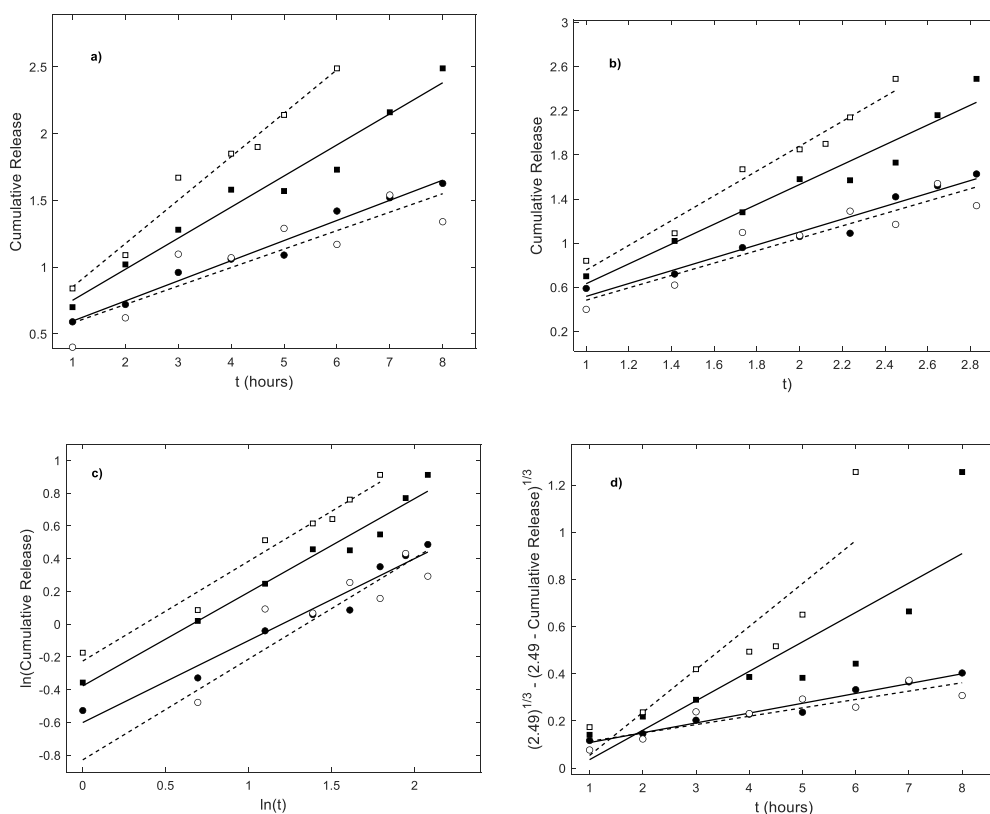 a)
2.5
2
1.5
1
0.5
Cumulative Release
1 2 3 4 5 6 7 8
t (hours)
b)
3
2.6
2.2
1.8
1.4
1
0.6
0.2
Cumulative Release
1 1.2 1.4 1.6 1.8 2 2.2 2.4 2.6 2.8
t)
c)
1
0.8
0.6
0.4
0.2
0
-0.2
-0.4
-0.6
-0.8
ln(Cumulative Release)
0 0.5 1 1.5 2
ln(t)
d)
1.2
1
0.8
0.6
0.4
0.2
0
(2.49)^1/3 - (2.49 - Cumulative Release)^1/3
1 2 3 4 5 6 7 8
t (hours)